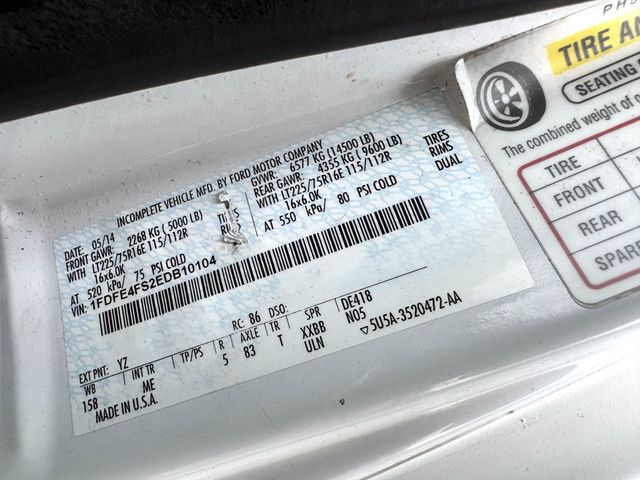 INCOMPLETE VEHICLE MFD. BY FORD MOTOR COMPANY
DATE: 05/14 GVWR: 6577 KG (14500 LB)
FRONT GAWR: 2268 KG (5000 LB) REAR GAWR: 4355 KG (9600 LB)
WITH LT225/75R16E 115/112R WITH LT225/75R16E 115/112R TIRES
16x6.0K 16x6.0K RIMS
AT 520 kPa/ 75 PSI COLD AT 550 kPa/ 80 PSI COLD DUAL
VIN: 1FDFE4FS2EDB10104
EXT PNT: YZ RC: 86 DSO:
WB INT TR TP/PS R AXLE TR SPR DE418
158 ME 5 83 T XXBB NO5
ULN
MADE IN U.S.A. 5U5A-3520472-AA
TIRE
SEATING
The combined weight of
TIRE
FRONT
REAR